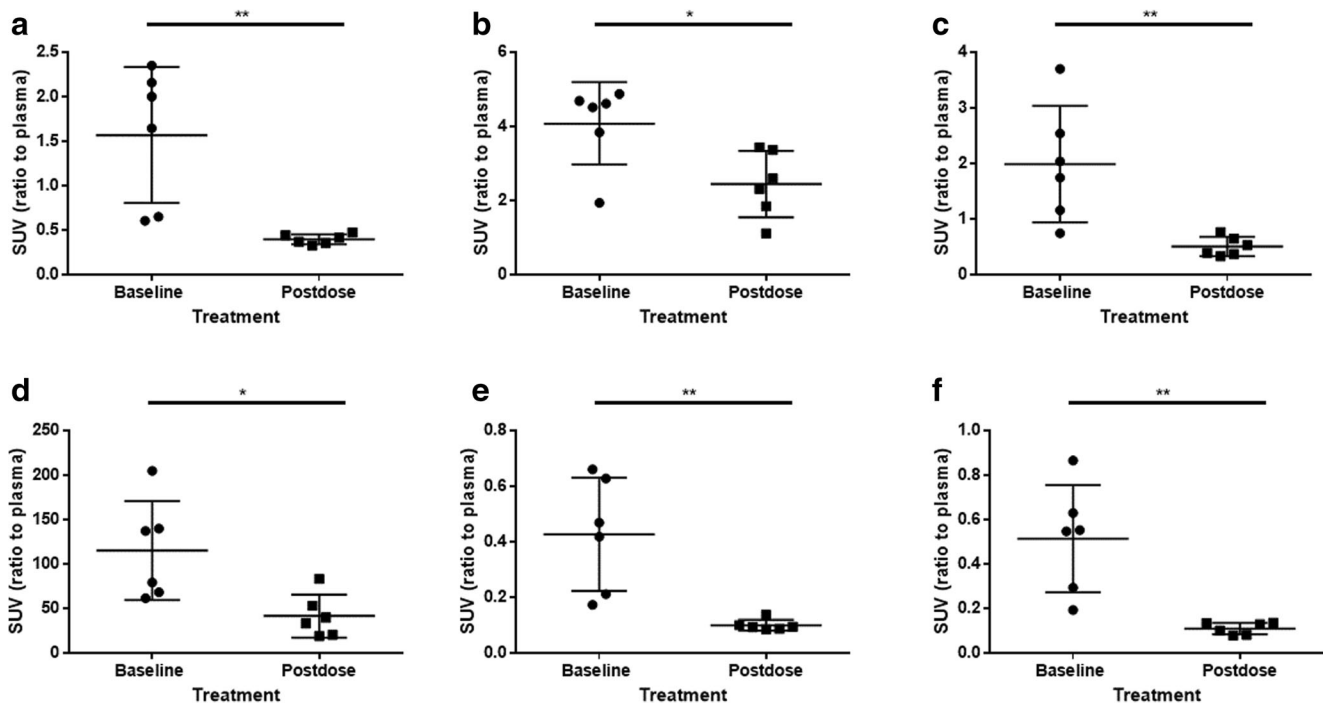 a
**
SUV (ratio to plasma)
2.5
2.0
1.5
1.0
0.5
0.0
Baseline Postdose
Treatment
b
*
SUV (ratio to plasma)
6
4
2
0
Baseline Postdose
Treatment
c
**
SUV (ratio to plasma)
4
3
2
1
0
Baseline Postdose
Treatment
d
*
SUV (ratio to plasma)
250
200
150
100
50
0
Baseline Postdose
Treatment
e
**
SUV (ratio to plasma)
0.8
0.6
0.4
0.2
0.0
Baseline Postdose
Treatment
f
**
SUV (ratio to plasma)
1.0
0.8
0.6
0.4
0.2
0.0
Baseline Postdose
Treatment